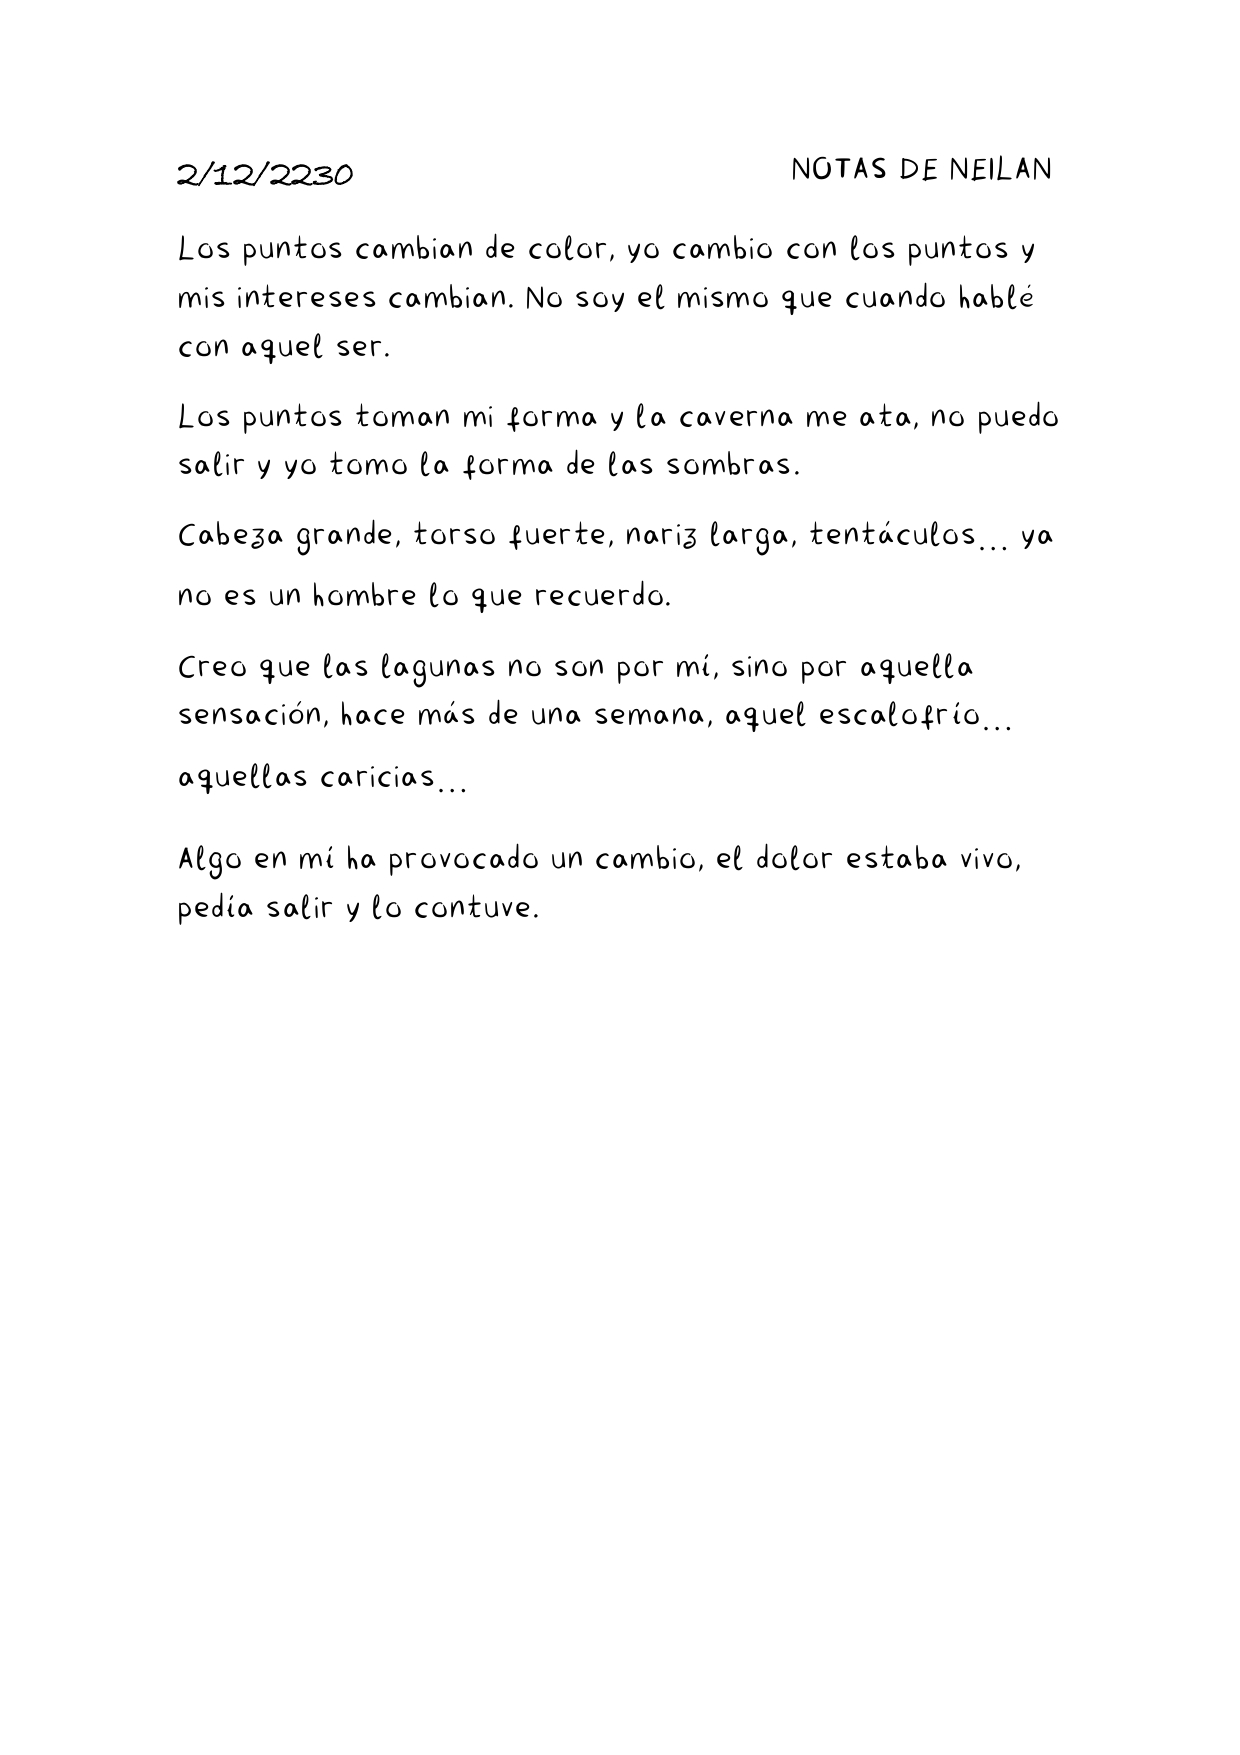 2/12/2230 NOTAS DE NEILAN
Los puntos cambian de color, yo cambio con los puntos y
mis intereses cambian. No soy el mismo que cuando hablé
con aquel ser.
Los puntos toman mi forma y la caverna me ata, no puedo
salir y yo tomo la forma de las sombras.
Cabeza grande, torso fuerte, nariz larga, tentáculos... ya
no es un hombre lo que recuerdo.
Creo que las lagunas no son por mí, sino por aquella
sensación, hace más de una semana, aquel escalofrío...
aquellas caricias...
Algo en mí ha provocado un cambio, el dolor estaba vivo,
pedía salir y lo contuve.